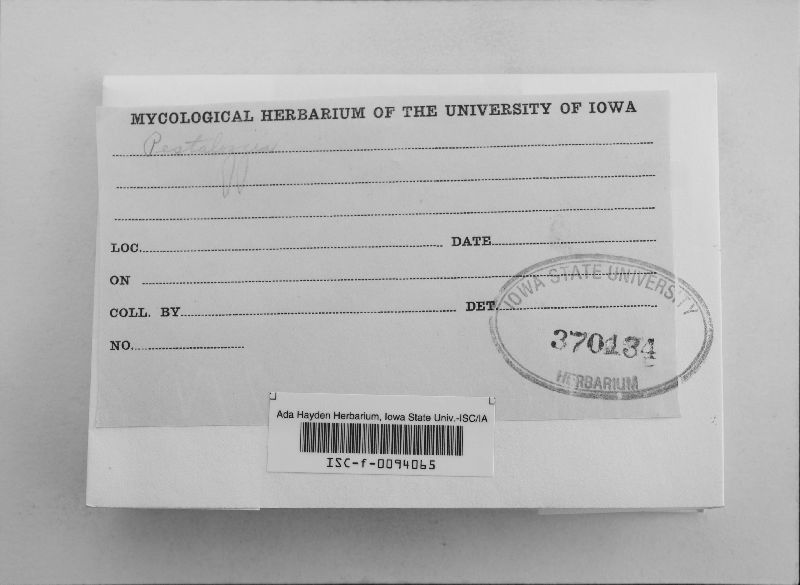 MYCOLOGICAL HERBARIUM OF THE UNIVERSITY OF IOWA
Pestalozzia
LOC. DATE
ON
COLL. BY DET.
NO.
IOWA STATE UNIVERSITY
370134
HERBARIUM
Ada Hayden Herbarium, Iowa State Univ.-ISC/IA
ISC-f-0094065